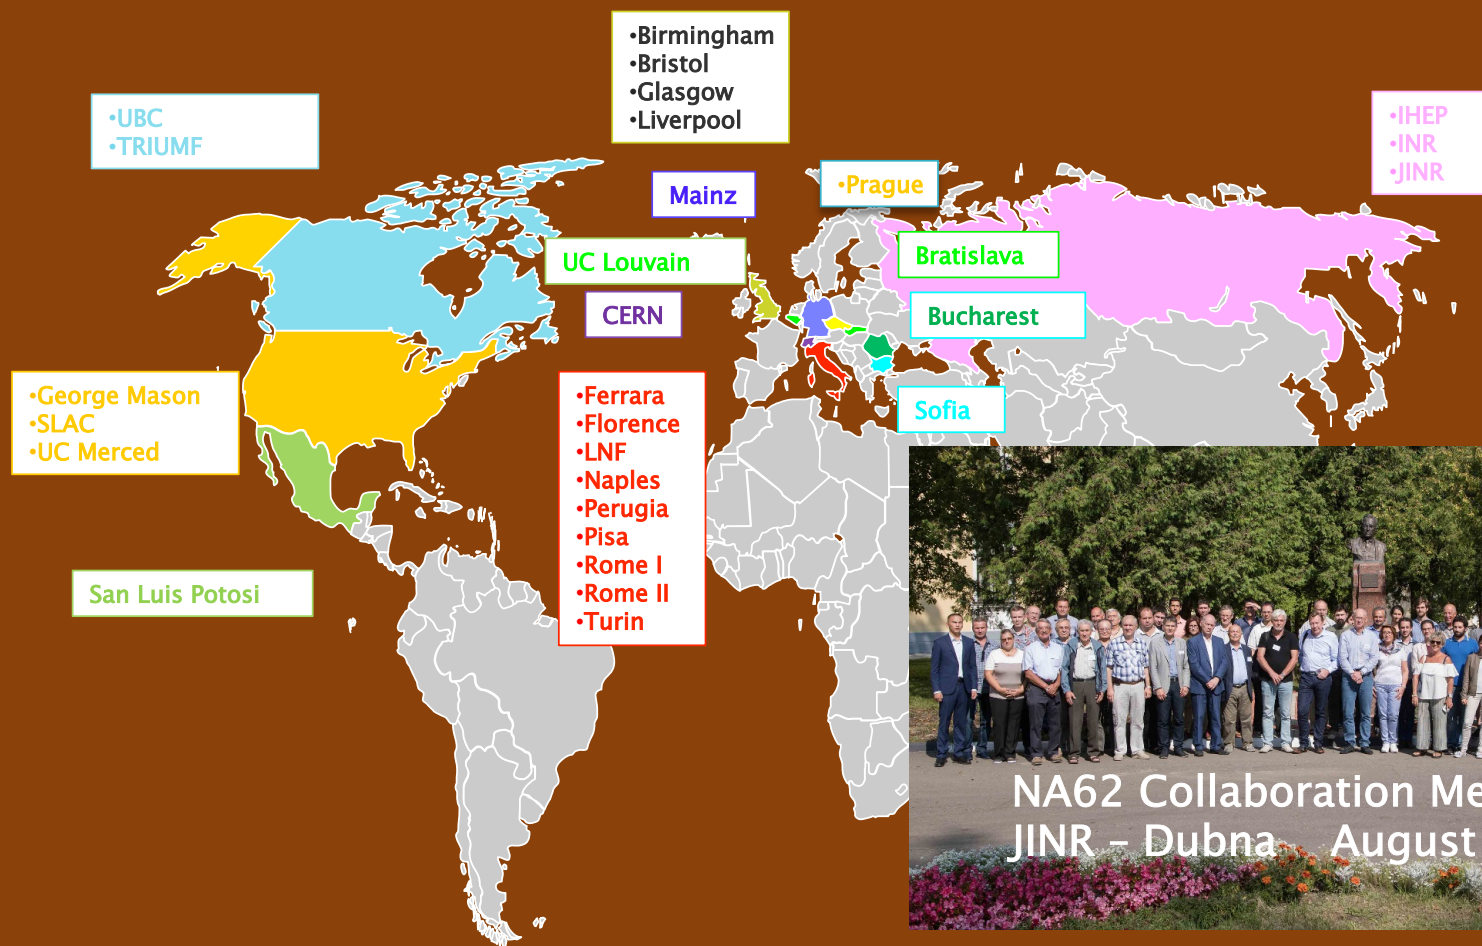 •Birmingham
•Bristol
•Glasgow
•Liverpool
•UBC
•TRIUMF
•IHEP
•INR
•JINR
Mainz
•Prague
UC Louvain
Bratislava
CERN
Bucharest
•George Mason
•SLAC
•UC Merced
•Ferrara
•Florence
•LNF
•Naples
•Perugia
•Pisa
•Rome I
•Rome II
•Turin
Sofia
San Luis Potosi
NA62 Collaboration Me
JINR – Dubna August